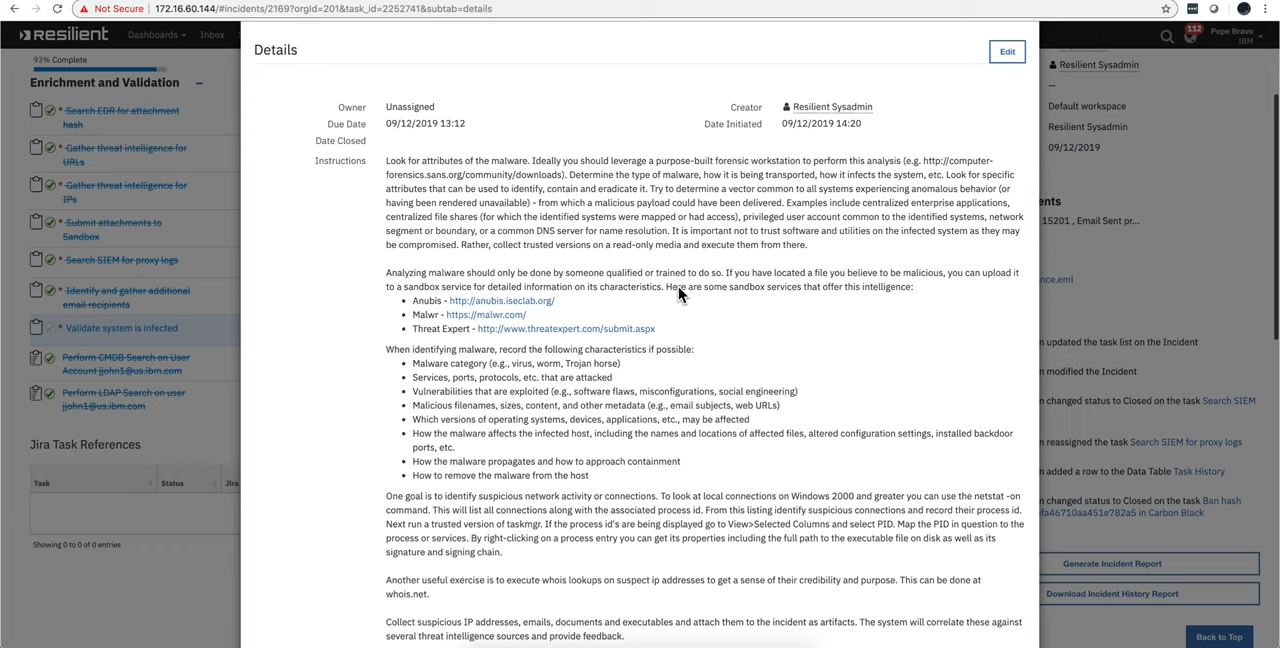 Not Secure 172.16.60.144/#incidents/2169?orgId=201&task_id=2252741&subtab=details
resilient Dashboards Inbox
112 Pepe Bravo
IBM
93% Complete
Enrichment and Validation
* Search EDR for attachment
hash
* Gather threat intelligence for
URLs
* Gather threat intelligence for
IPs
* Submit attachments to
Sandbox
* Search SIEM for proxy logs
* Identify and gather additional
email recipients
* Validate system is infected
Perform CMDB Search on User
Account jjohn1@us.ibm.com
Perform LDAP Search on user
jjohn1@us.ibm.com
Jira Task References
Task Status Jira
Showing 0 to 0 of 0 entries
Details
Edit
Owner Unassigned
Creator Resilient Sysadmin
Due Date 09/12/2019 13:12
Date Initiated 09/12/2019 14:20
Date Closed
Instructions
Look for attributes of the malware. Ideally you should leverage a purpose-built forensic workstation to perform this analysis (e.g. http://computer-
forensics.sans.org/community/downloads). Determine the type of malware, how it is being transported, how it infects the system, etc. Look for specific
attributes that can be used to identify, contain and eradicate it. Try to determine a vector common to all systems experiencing anomalous behavior (or
having been rendered unavailable) - from which a malicious payload could have been delivered. Examples include centralized enterprise applications,
centralized file shares (for which the identified systems were mapped or had access), privileged user account common to the identified systems, network
segment or boundary, or a common DNS server for name resolution. It is important not to trust software and utilities on the infected system as they may
be compromised. Rather, collect trusted versions on a read-only media and execute them from there.
Analyzing malware should only be done by someone qualified or trained to do so. If you have located a file you believe to be malicious, you can upload it
to a sandbox service for detailed information on its characteristics. Here are some sandbox services that offer this intelligence:
• Anubis - http://anubis.iseclab.org/
• Malwr - https://malwr.com/
• Threat Expert - http://www.threatexpert.com/submit.aspx
When identifying malware, record the following characteristics if possible:
• Malware category (e.g., virus, worm, Trojan horse)
• Services, ports, protocols, etc. that are attacked
• Vulnerabilities that are exploited (e.g., software flaws, misconfigurations, social engineering)
• Malicious filenames, sizes, content, and other metadata (e.g., email subjects, web URLs)
• Which versions of operating systems, devices, applications, etc., may be affected
• How the malware affects the infected host, including the names and locations of affected files, altered configuration settings, installed backdoor
ports, etc.
• How the malware propagates and how to approach containment
• How to remove the malware from the host
One goal is to identify suspicious network activity or connections. To look at local connections on Windows 2000 and greater you can use the netstat -on
command. This will list all connections along with the associated process id. From this listing identify suspicious connections and record their process id.
Next run a trusted version of taskmgr. If the process id's are being displayed go to View>Selected Columns and select PID. Map the PID in question to the
process or services. By right-clicking on a process entry you can get its properties including the full path to the executable file on disk as well as its
signature and signing chain.
Another useful exercise is to execute whois lookups on suspect ip addresses to get a sense of their credibility and purpose. This can be done at
whois.net.
Collect suspicious IP addresses, emails, documents and executables and attach them to the incident as artifacts. The system will correlate these against
several threat intelligence sources and provide feedback.
Resilient Sysadmin
—
Default workspace
Resilient Sysadmin
09/12/2019
ents
15201 , Email Sent pr...
nce.eml
n updated the task list on the Incident
n modified the Incident
n changed status to Closed on the task Search SIEM
n reassigned the task Search SIEM for proxy logs
n added a row to the Data Table Task History
n changed status to Closed on the task Ban hash
efa46710aa451e782a5 in Carbon Black
Generate Incident Report
Download Incident History Report
Back to Top